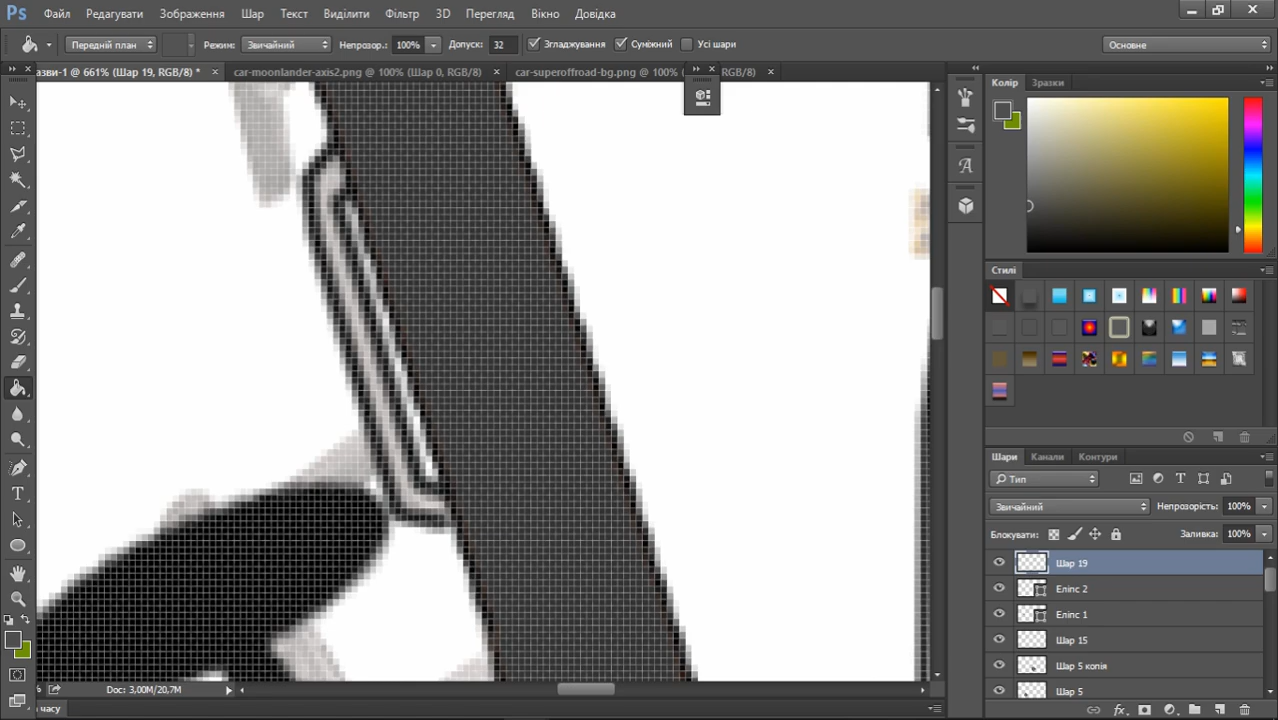 Ps Файл Редагувати Зображення Шар Текст Виділити Фільтр 3D Перегляд Вікно Довідка
Передній план Режим: Звичайний Непрозор.: 100% Допуск: 32 Згладжування Суміжний Усі шари Основне
азви-1 @ 661% (Шар 19, RGB/8) * × car-moonlander-axis2.png @ 100% (Шар 0, RGB/8) × car-superoffroad-bg.png @ 100% RGB/8) ×
Колір Зразки
Стилі
Шари Канали Контури
Тип
Звичайний Непрозорість: 100%
Блокувати: Заливка: 100%
Шар 19
Еліпс 2
Еліпс 1
Шар 15
Шар 5 копія
Шар 5
% Doc: 3,00M/20,7M
часу